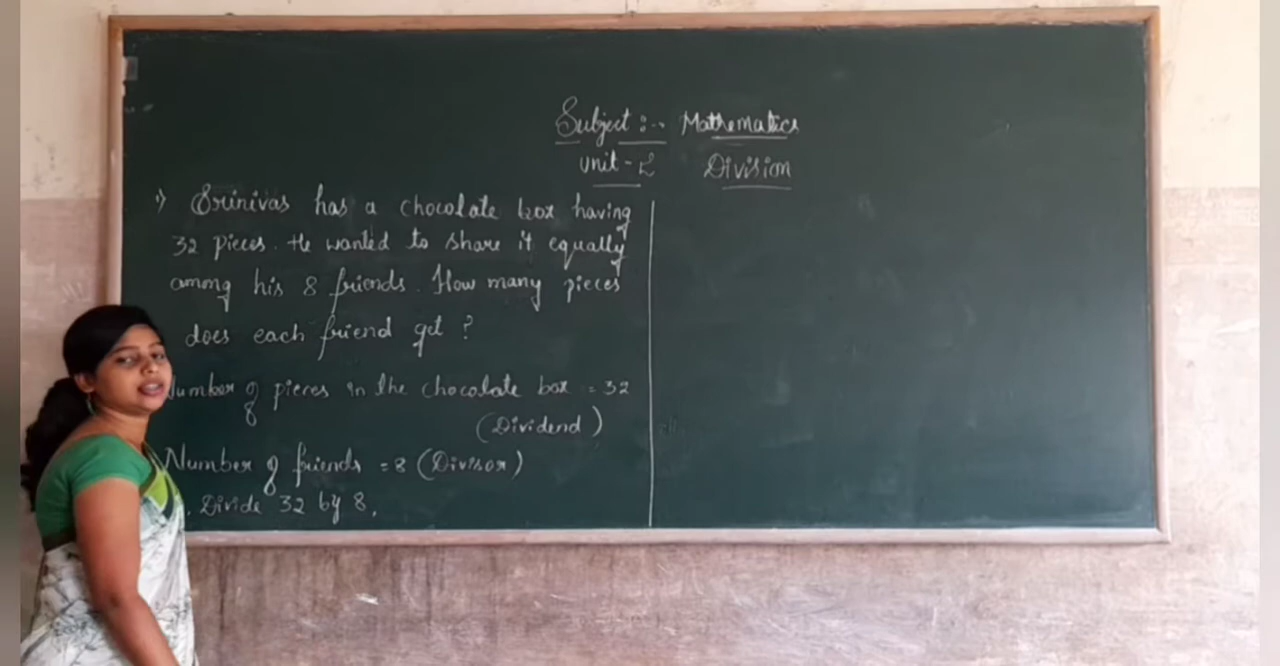 Subject :- Mathematics
Unit - 2 Division
1) Srinivas has a chocolate box having
32 pieces. He wanted to share it equally
among his 8 friends. How many pieces
does each friend get ?
Number of pieces in the chocolate box = 32
(Dividend)
Number of friends = 8 (Divisor)
Divide 32 by 8.